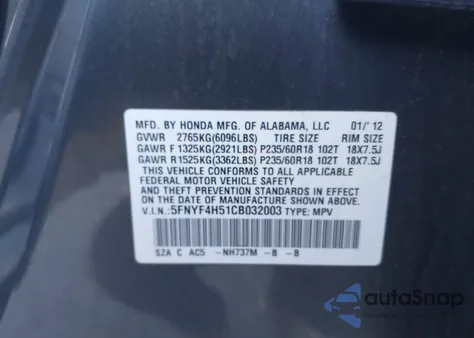 MFD. BY HONDA MFG. OF ALABAMA, LLC 01/'12
GVWR 2765KG(6096LBS) TIRE SIZE RIM SIZE
GAWR F 1325KG(2921LBS) P235/60R18 102T 18X7.5J
GAWR R1525KG(3362LBS) P235/60R18 102T 18X7.5J
THIS VEHICLE CONFORMS TO ALL APPLICABLE
FEDERAL MOTOR VEHICLE SAFETY AND
THEFT PREVENTION STANDARDS IN EFFECT ON THE
DATE OF MANUFACTURE SHOWN ABOVE.
V.I.N.: 5FNYF4H51CB032003 TYPE: MPV
SZA C AC5 -NH737M -B -B
autoSnap